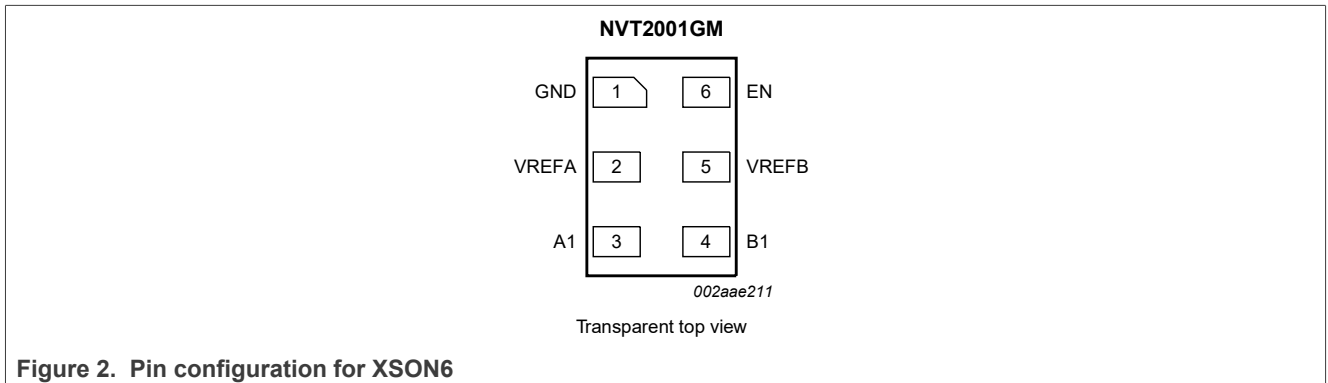 NVT2001GM
GND 1 6 EN
VREFA 2 5 VREFB
A1 3 4 B1
002aae211
Transparent top view
Figure 2. Pin configuration for XSON6